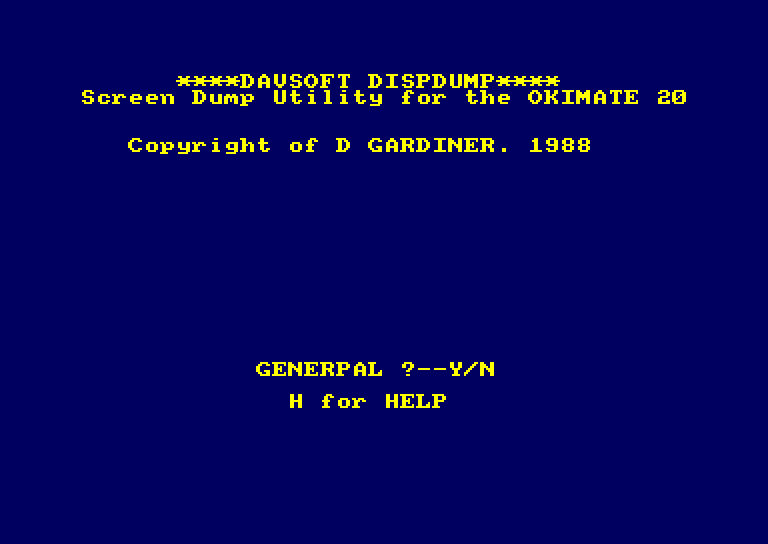 ****DAVSOFT DISPDUMP****
Screen Dump Utility for the OKIMATE 20
Copyright of D GARDINER. 1988
GENERPAL ?--Y/N
H for HELP